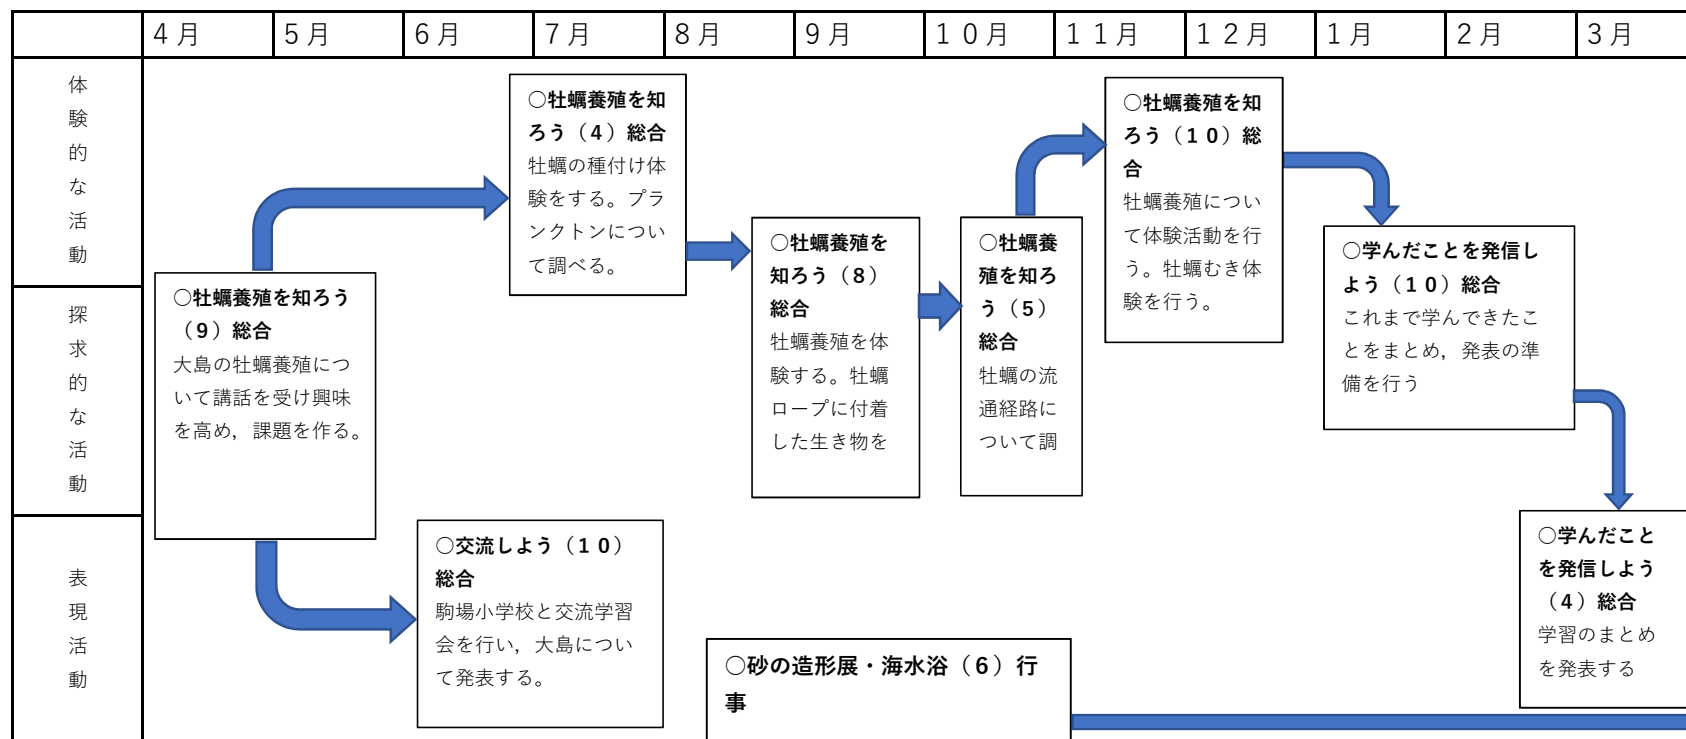 4月 5月 6月 7月 8月 9月 10月 11月 12月 1月 2月 3月
体験的な活動
探求的な活動
表現活動
○牡蠣養殖を知ろう
（9）総合
大島の牡蠣養殖につ
いて講話を受け興味
を高め，課題を作る。
○交流しよう（10）
総合
駒場小学校と交流学習
会を行い，大島につい
て発表する。
○牡蠣養殖を知
ろう（4）総合
牡蠣の種付け体
験をする。プラ
ンクトンについ
て調べる。
○牡蠣養殖を
知ろう（8）
総合
牡蠣養殖を体
験する。牡蠣
ロープに付着
した生き物を
○牡蠣養
殖を知ろ
う（5）
総合
牡蠣の流
通経路に
ついて調
○牡蠣養殖を知
ろう（10）総
合
牡蠣養殖につい
て体験活動を行
う。牡蠣むき体
験を行う。
○学んだことを発信し
よう（10）総合
これまで学んできたこ
とをまとめ，発表の準
備を行う
○学んだこと
を発信しよう
（4）総合
学習のまとめ
を発表する
○砂の造形展・海水浴（6）行
事